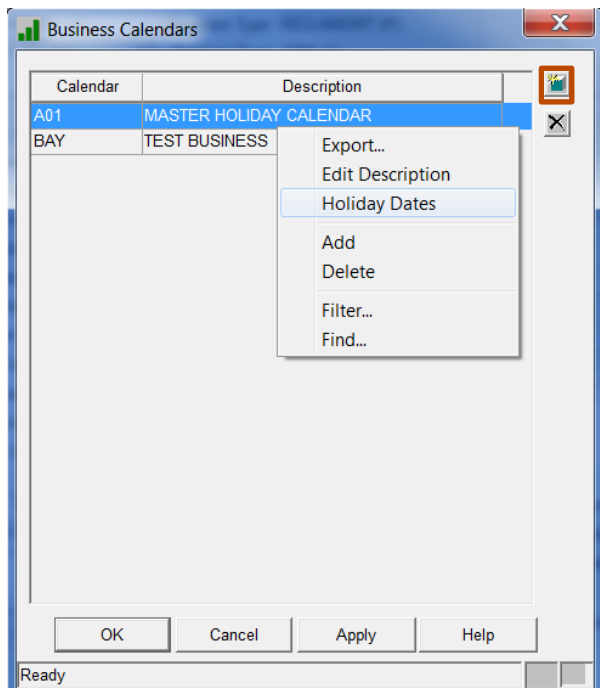 Business Calendars
Calendar Description
A01 MASTER HOLIDAY CALENDAR
BAY TEST BUSINESS
Export...
Edit Description
Holiday Dates
Add
Delete
Filter...
Find...
OK Cancel Apply Help
Ready